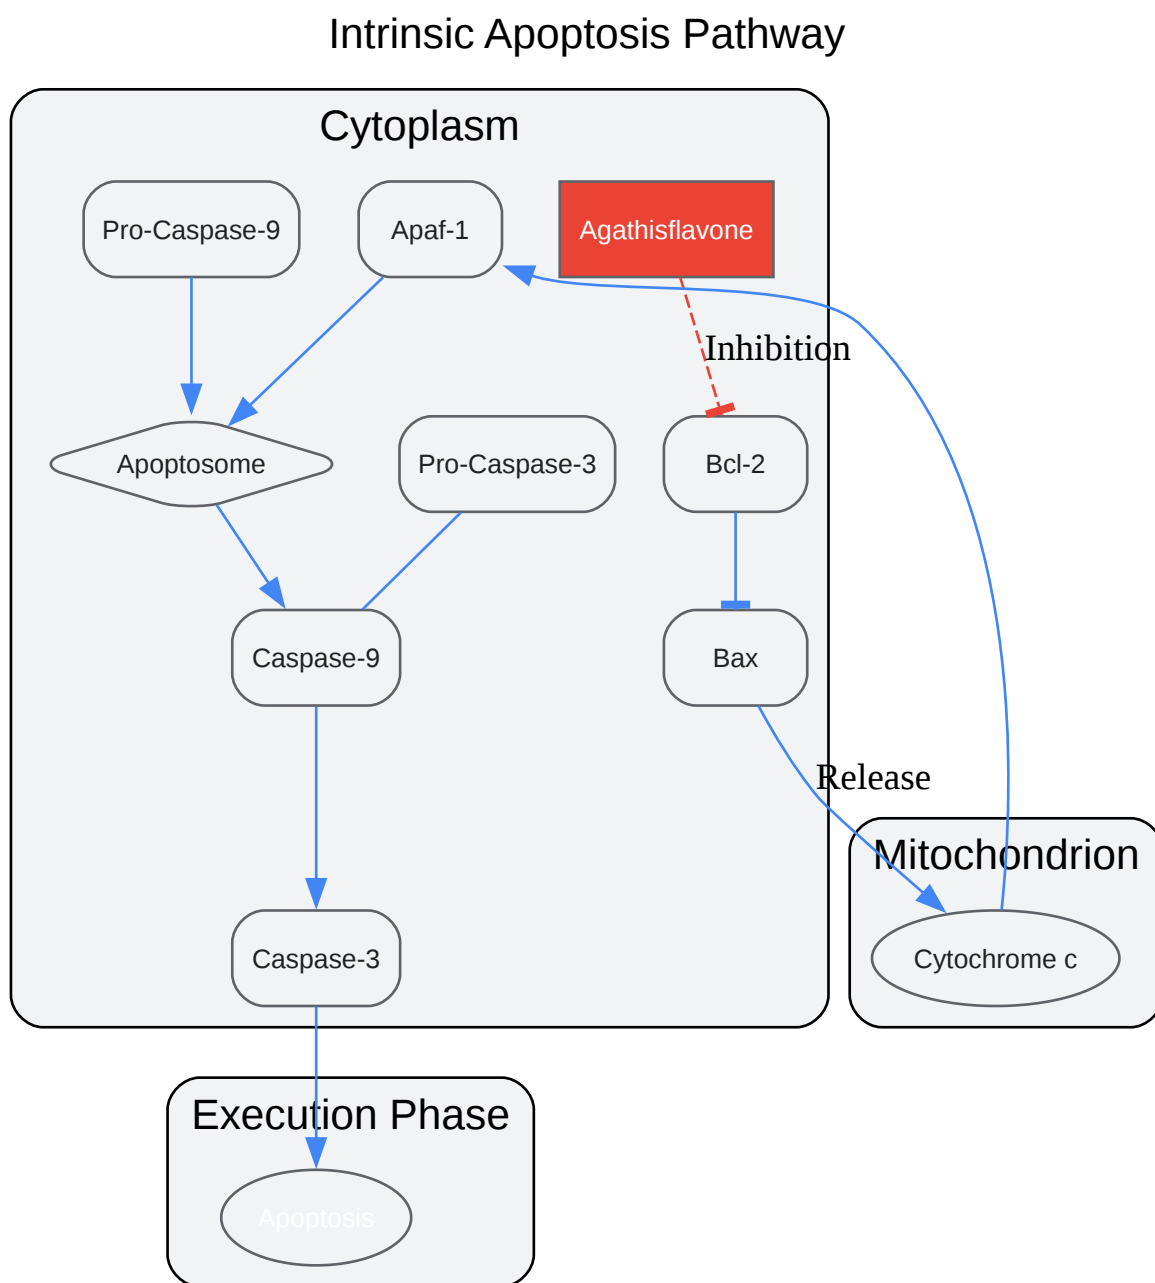 Intrinsic Apoptosis Pathway
Cytoplasm
Pro-Caspase-9
Apaf-1
Agathisflavone
Inhibition
Apoptosome
Pro-Caspase-3
Bcl-2
Caspase-9
Bax
Release
Mitochondrion
Caspase-3
Cytochrome c
Execution Phase
Apoptosis